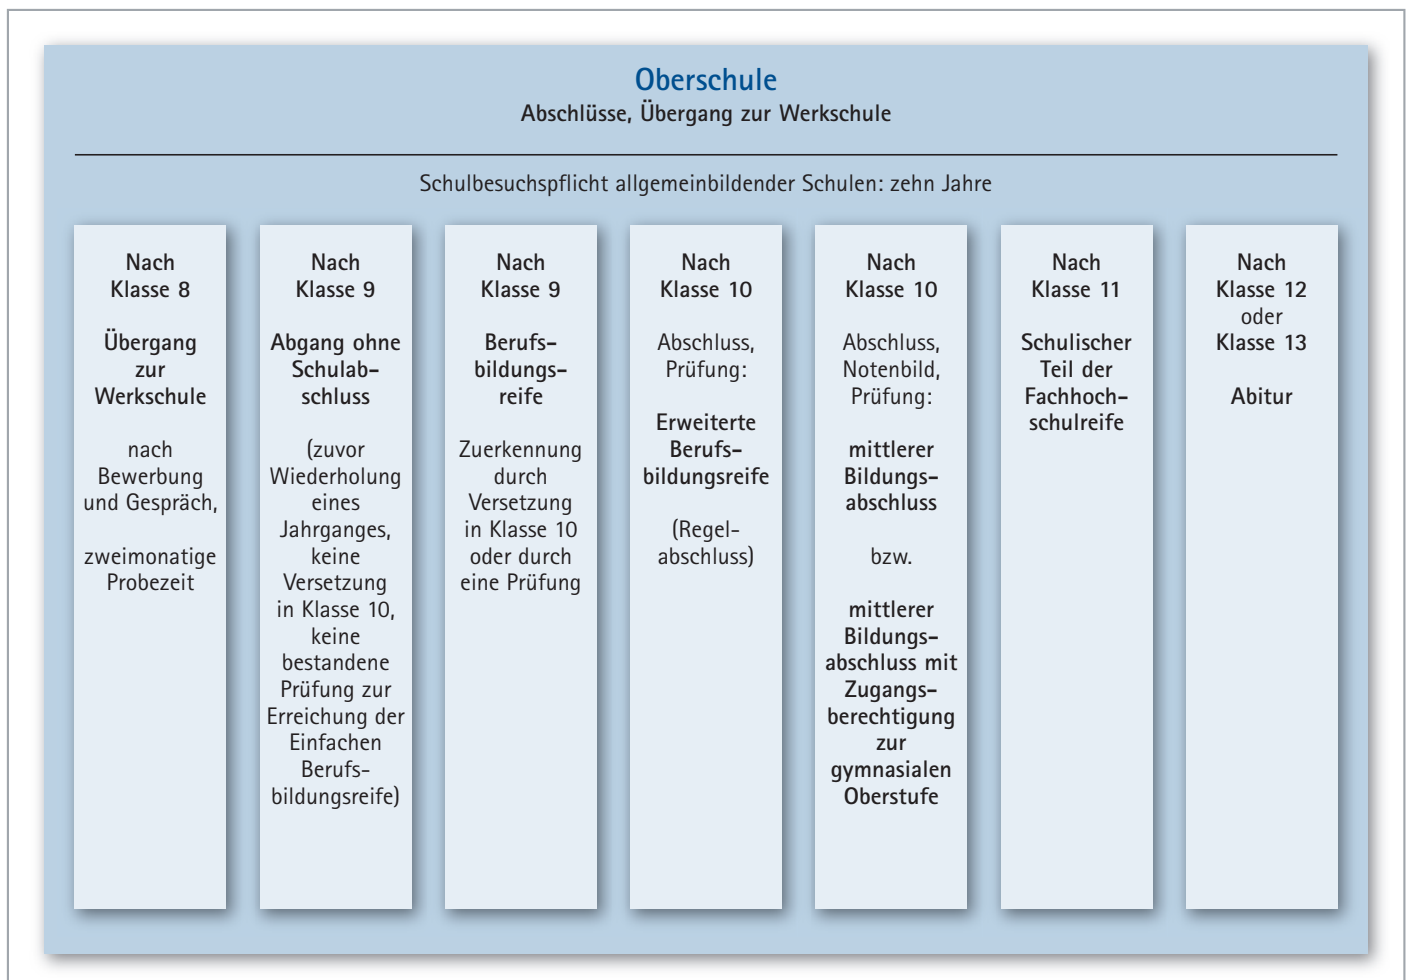 Oberschule
Abschlüsse, Übergang zur Werkschule
Schulbesuchspflicht allgemeinbildender Schulen: zehn Jahre
Nach
Klasse 8
Übergang
zur
Werkschule
nach
Bewerbung
und Gespräch,
zweimonatige
Probezeit
Nach
Klasse 9
Abgang ohne
Schulab-
schluss
(zuvor
Wiederholung
eines
Jahrganges,
keine
Versetzung
in Klasse 10,
keine
bestandene
Prüfung zur
Erreichung der
Einfachen
Berufs-
bildungsreife)
Nach
Klasse 9
Berufs-
bildungs-
reife
Zuerkennung
durch
Versetzung
in Klasse 10
oder durch
eine Prüfung
Nach
Klasse 10
Abschluss,
Prüfung:
Erweiterte
Berufs-
bildungsreife
(Regel-
abschluss)
Nach
Klasse 10
Abschluss,
Notenbild,
Prüfung:
mittlerer
Bildungs-
abschluss
bzw.
mittlerer
Bildungs-
abschluss mit
Zugangs-
berechtigung
zur
gymnasialen
Oberstufe
Nach
Klasse 11
Schulischer
Teil der
Fachhoch-
schulreife
Nach
Klasse 12
oder
Klasse 13
Abitur